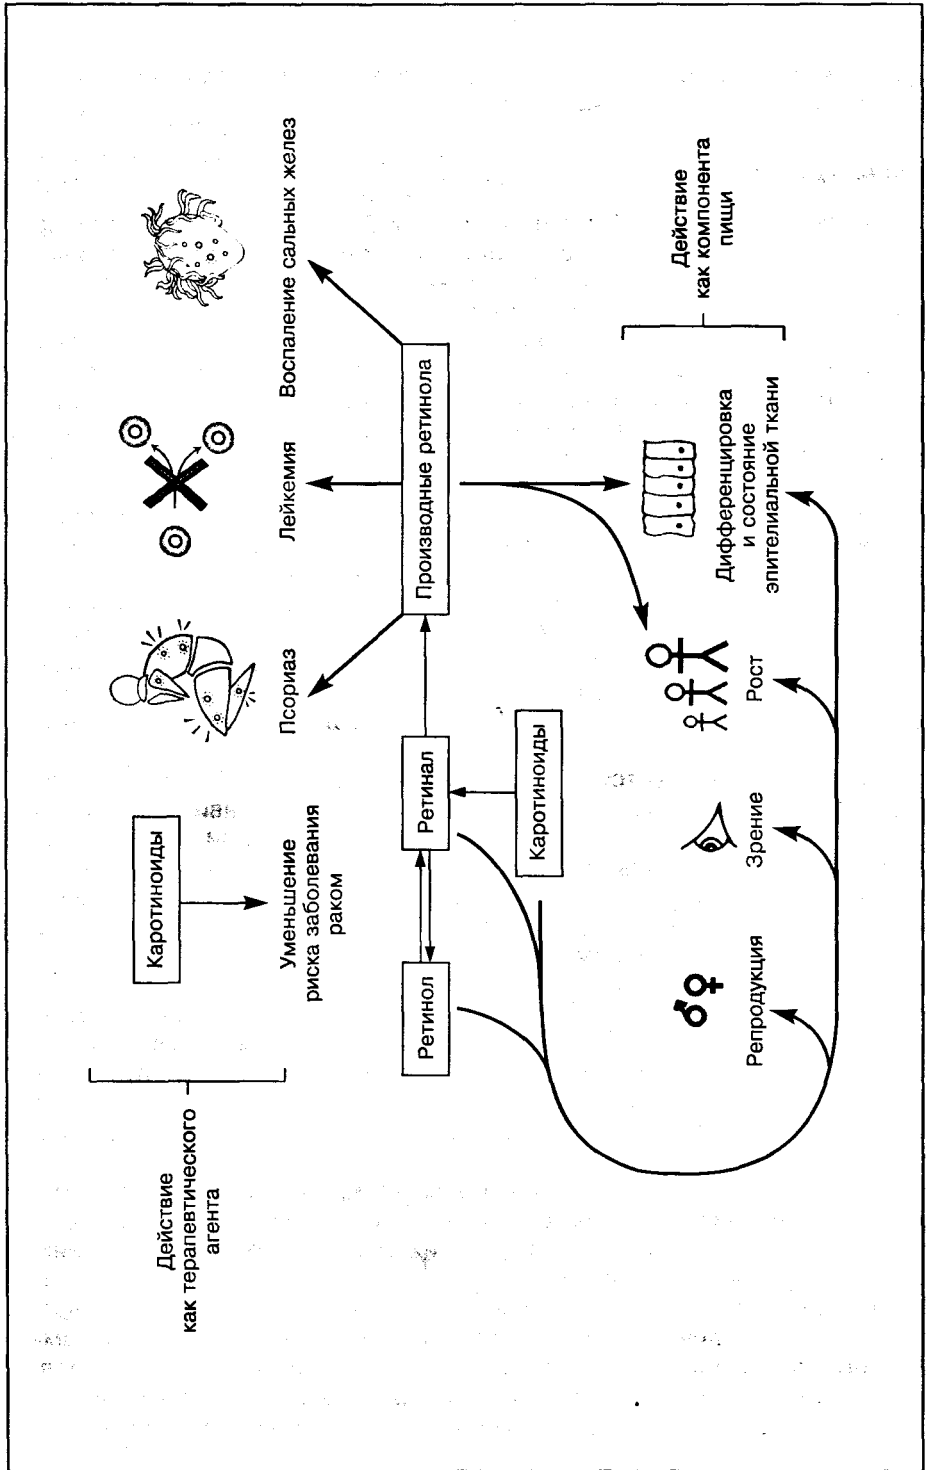 Действие
как терапевтического
агента
Каротиноиды
Уменьшение
риска заболевания
раком
Псориаз
Лейкемия
Воспаление сальных желез
Ретинол
Ретинал
Производные ретинола
Каротиноиды
Репродукция
Зрение
Рост
Дифференцировка
и состояние
эпителиальной ткани
Действие
как компонента
пищи